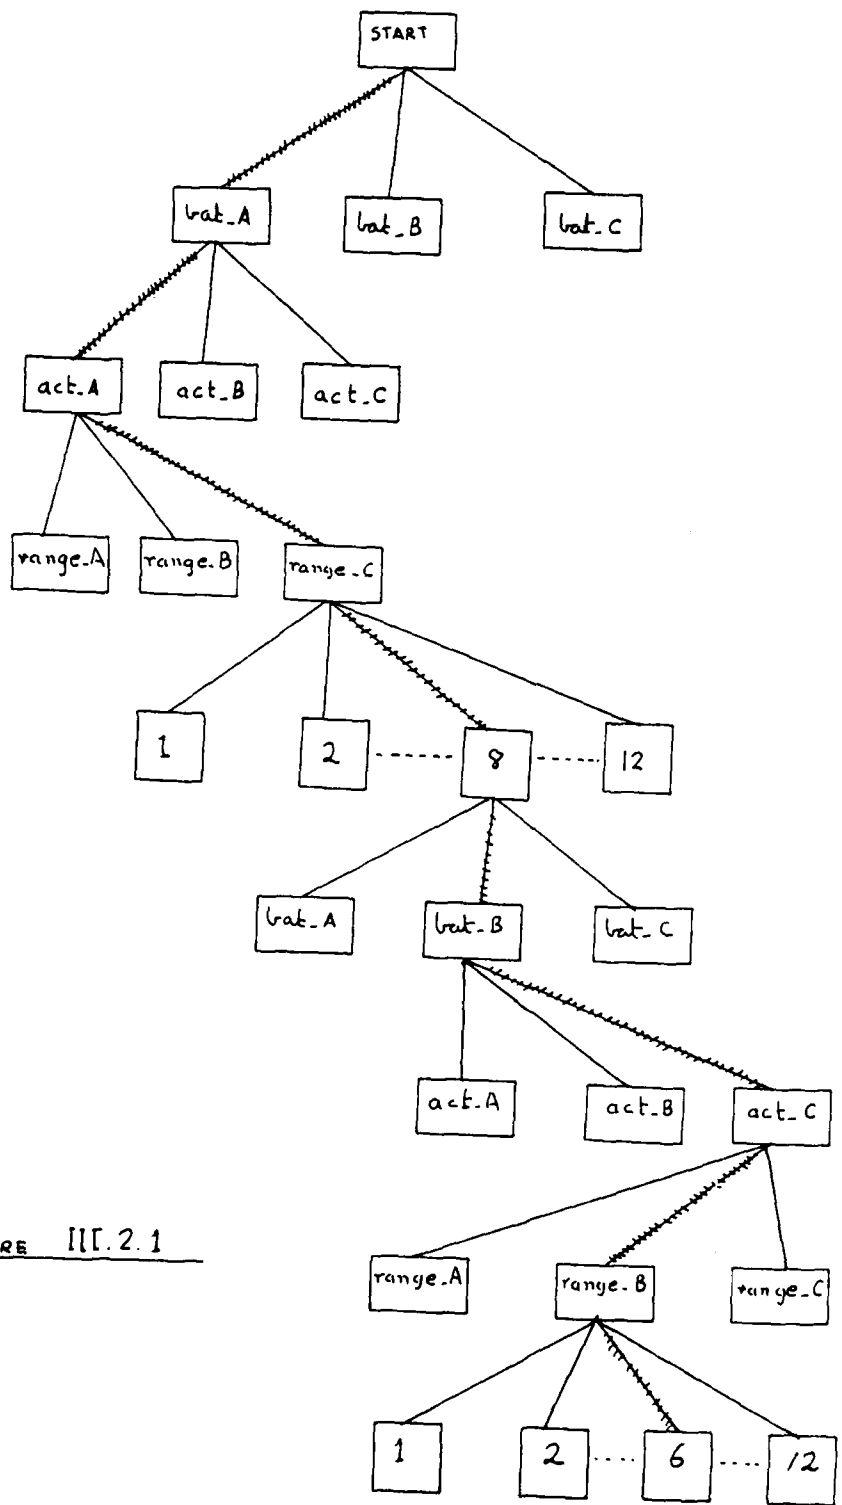 START
bat_A bat_B bat_C
act_A act_B act_C
range_A range_B range_C
1 2 8 12
bat_A bat_B bat_C
act_A act_B act_C
RE III.2.1
range_A range_B range_C
1 2 6 12